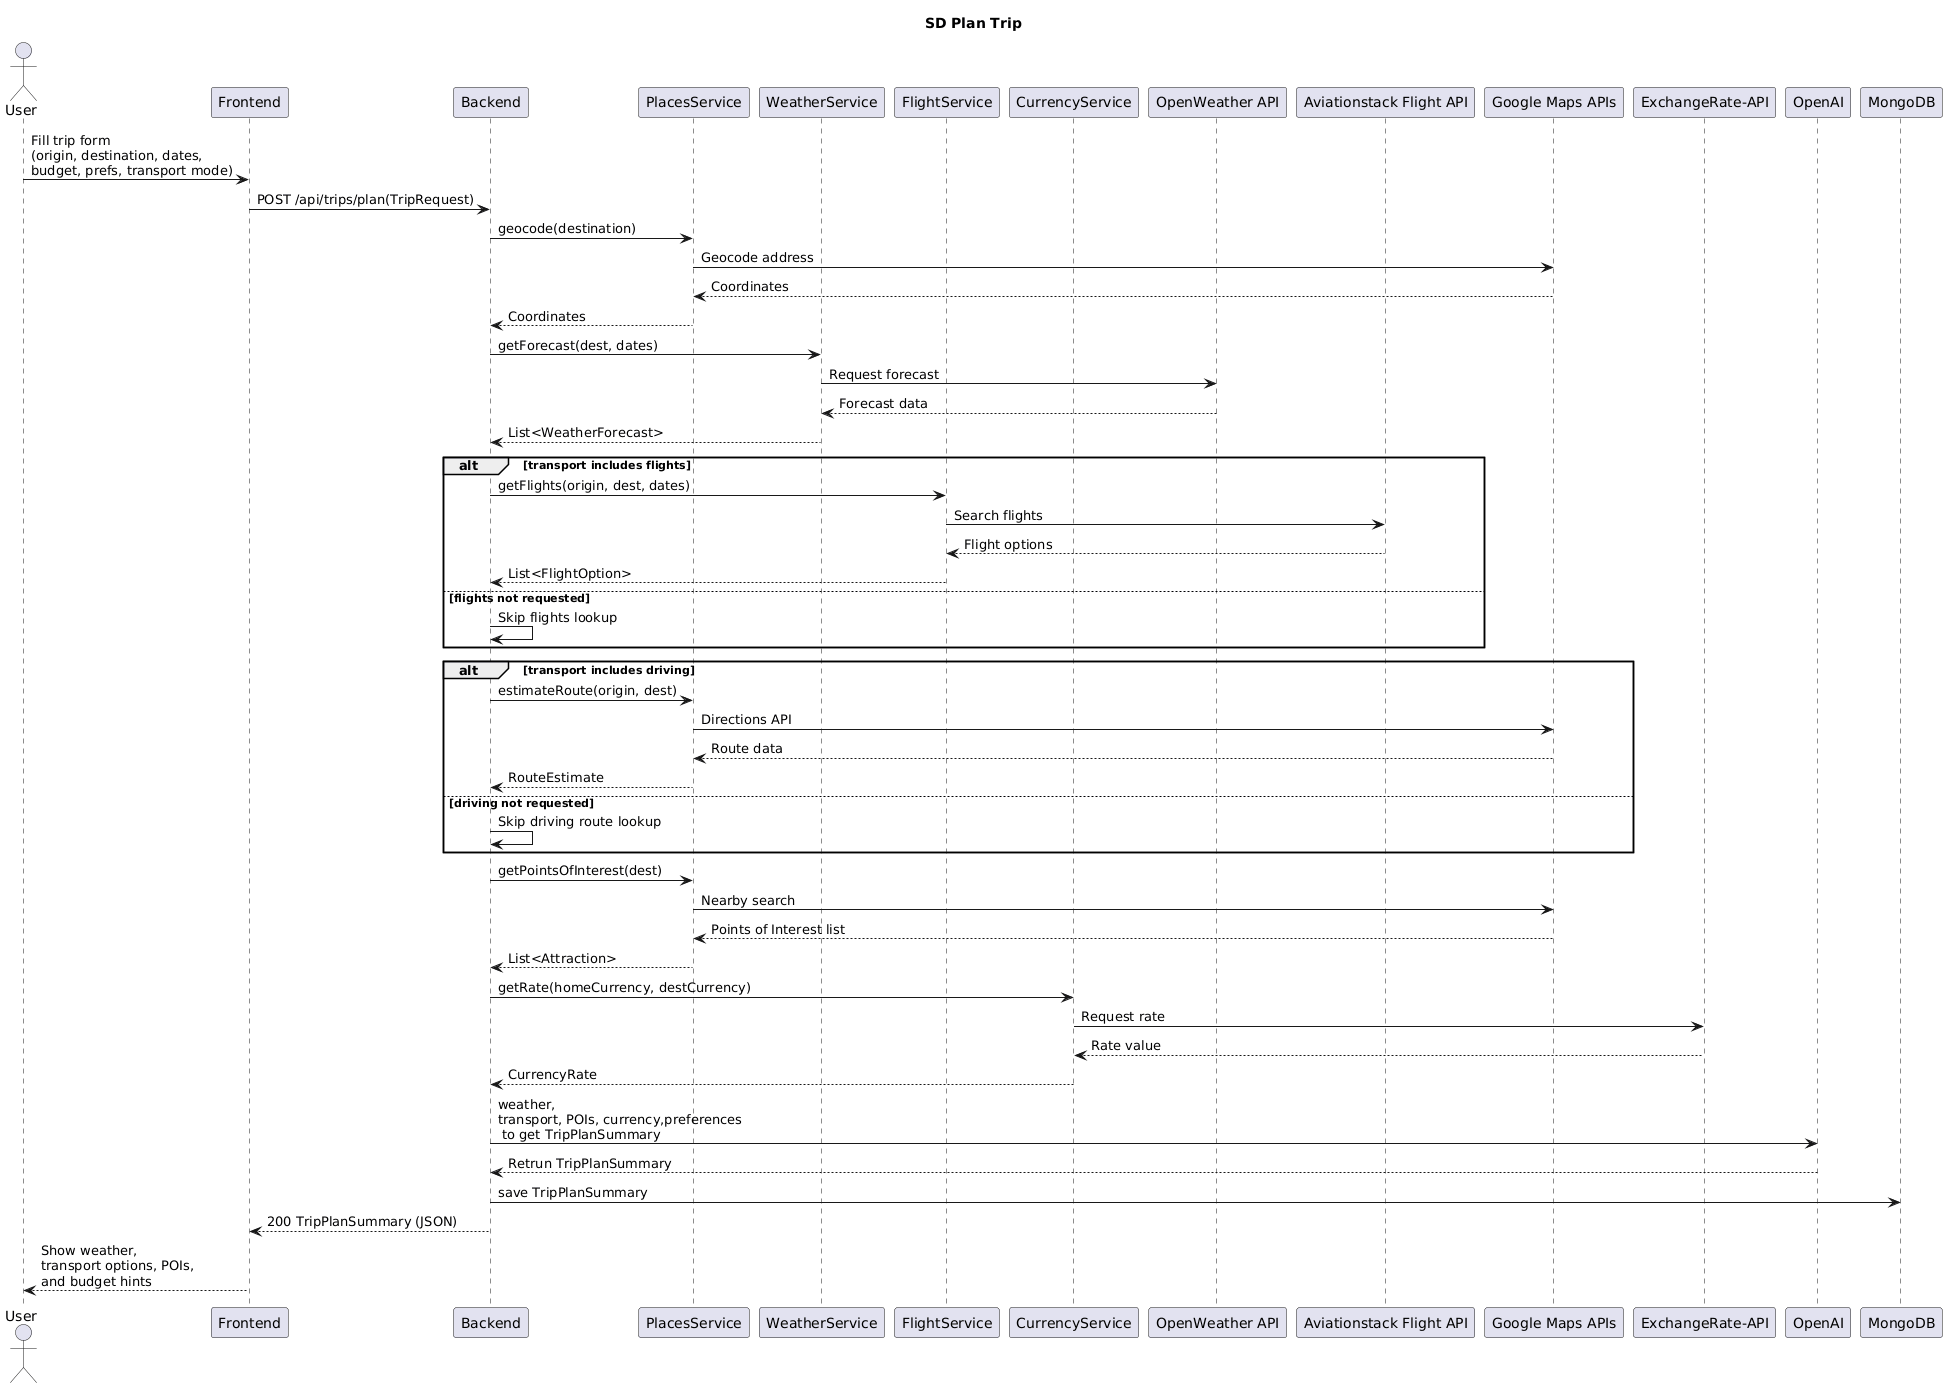 SD Plan Trip
User
Frontend
Backend
PlacesService
WeatherService
FlightService
CurrencyService
OpenWeather API
Aviationstack Flight API
Google Maps APIs
ExchangeRate-API
OpenAI
MongoDB
Fill trip form
(origin, destination, dates,
budget, prefs, transport mode)
POST /api/trips/plan(TripRequest)
geocode(destination)
Geocode address
Coordinates
Coordinates
getForecast(dest, dates)
Request forecast
Forecast data
List<WeatherForecast>
alt [transport includes flights]
getFlights(origin, dest, dates)
Search flights
Flight options
List<FlightOption>
[flights not requested]
Skip flights lookup
alt [transport includes driving]
estimateRoute(origin, dest)
Directions API
Route data
RouteEstimate
[driving not requested]
Skip driving route lookup
getPointsOfInterest(dest)
Nearby search
Points of Interest list
List<Attraction>
getRate(homeCurrency, destCurrency)
Request rate
Rate value
CurrencyRate
weather,
transport, POIs, currency,preferences
to get TripPlanSummary
Retrun TripPlanSummary
save TripPlanSummary
200 TripPlanSummary (JSON)
Show weather,
transport options, POIs,
and budget hints
User
Frontend
Backend
PlacesService
WeatherService
FlightService
CurrencyService
OpenWeather API
Aviationstack Flight API
Google Maps APIs
ExchangeRate-API
OpenAI
MongoDB